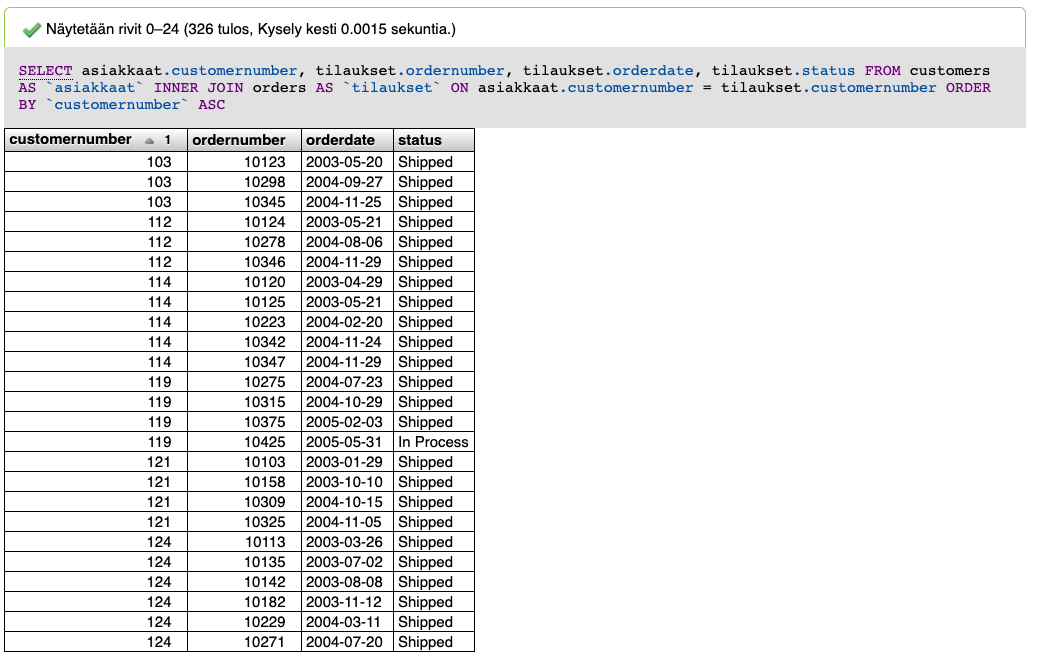 Näytetään rivit 0–24 (326 tulos, Kysely kesti 0.0015 sekuntia.)
SELECT asiakkaat.customernumber, tilaukset.ordernumber, tilaukset.orderdate, tilaukset.status FROM customers
AS `asiakkaat` INNER JOIN orders AS `tilaukset` ON asiakkaat.customernumber = tilaukset.customernumber ORDER
BY `customernumber` ASC
customernumber 1 ordernumber orderdate status
103 10123 2003-05-20 Shipped
103 10298 2004-09-27 Shipped
103 10345 2004-11-25 Shipped
112 10124 2003-05-21 Shipped
112 10278 2004-08-06 Shipped
112 10346 2004-11-29 Shipped
114 10120 2003-04-29 Shipped
114 10125 2003-05-21 Shipped
114 10223 2004-02-20 Shipped
114 10342 2004-11-24 Shipped
114 10347 2004-11-29 Shipped
119 10275 2004-07-23 Shipped
119 10315 2004-10-29 Shipped
119 10375 2005-02-03 Shipped
119 10425 2005-05-31 In Process
121 10103 2003-01-29 Shipped
121 10158 2003-10-10 Shipped
121 10309 2004-10-15 Shipped
121 10325 2004-11-05 Shipped
124 10113 2003-03-26 Shipped
124 10135 2003-07-02 Shipped
124 10142 2003-08-08 Shipped
124 10182 2003-11-12 Shipped
124 10229 2004-03-11 Shipped
124 10271 2004-07-20 Shipped